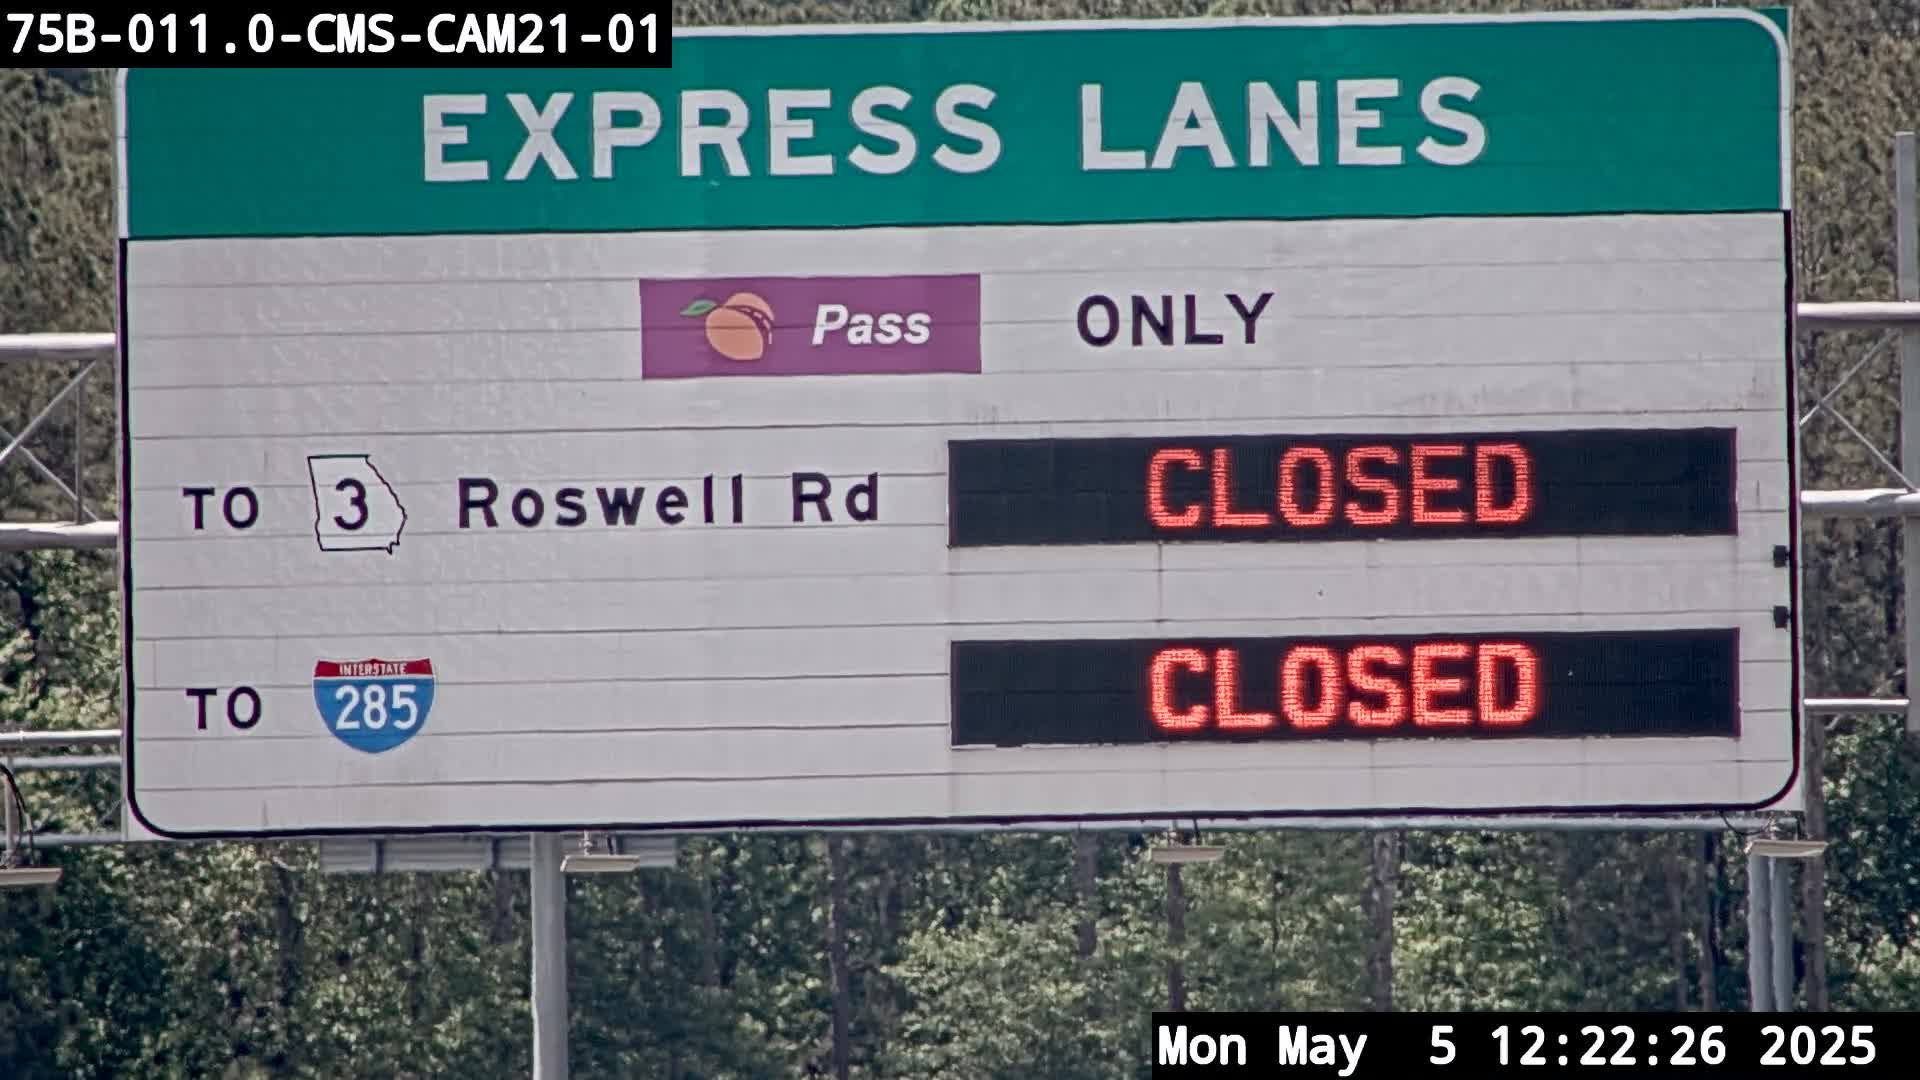 75B-011.0-CMS-CAM21-01
EXPRESS LANES
Pass ONLY
TO 3 Roswell Rd CLOSED
INTERSTATE
TO 285 CLOSED
Mon May 5 12:22:26 2025